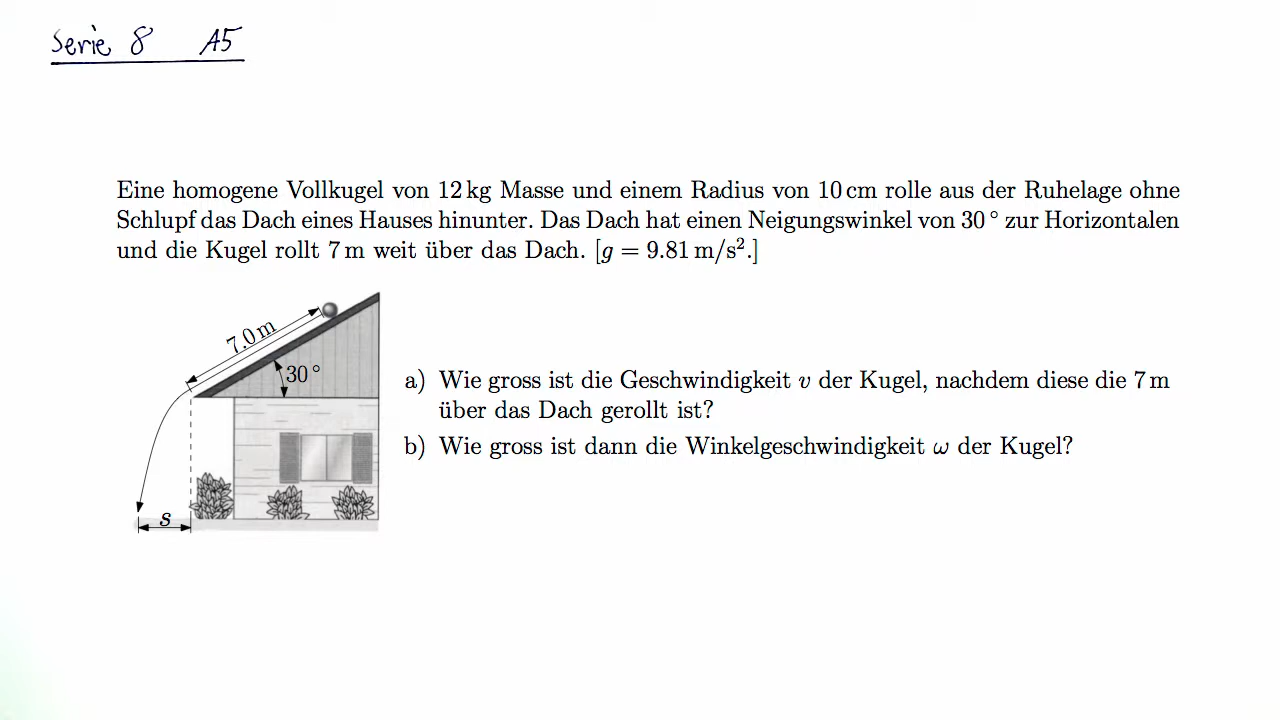 Serie 8 A5
Eine homogene Vollkugel von 12 kg Masse und einem Radius von 10 cm rolle aus der Ruhelage ohne
Schlupf das Dach eines Hauses hinunter. Das Dach hat einen Neigungswinkel von 30° zur Horizontalen
und die Kugel rollt 7 m weit über das Dach. [g = 9.81 m/s².]
7.0 m
30°
a) Wie gross ist die Geschwindigkeit v der Kugel, nachdem diese die 7 m
über das Dach gerollt ist?
b) Wie gross ist dann die Winkelgeschwindigkeit ω der Kugel?
s